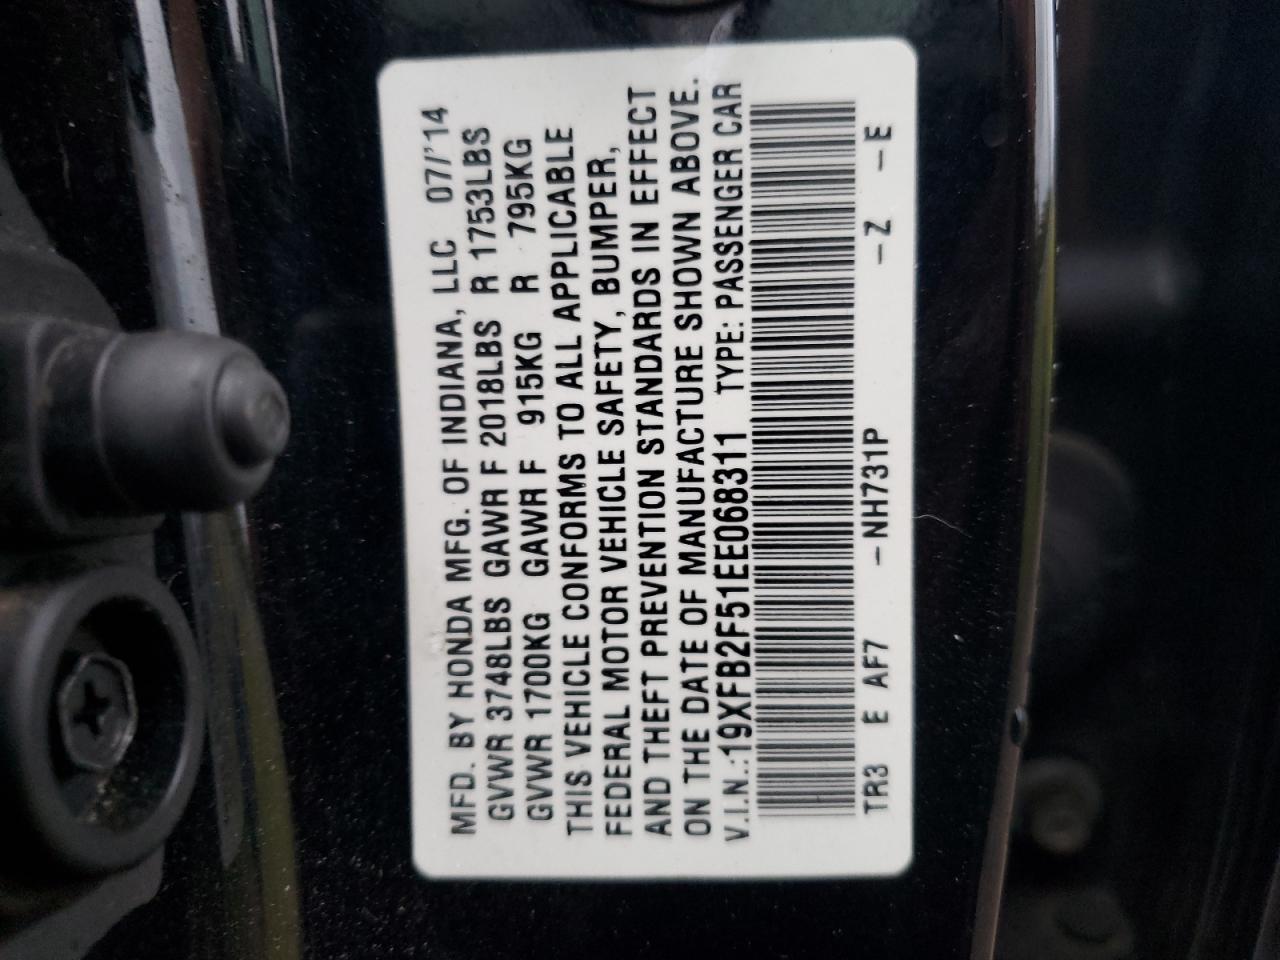 MFD. BY HONDA MFG. OF INDIANA, LLC 07/'14
GVWR 3748LBS GAWR F 2018LBS R 1753LBS
GVWR 1700KG GAWR F 915KG R 795KG
THIS VEHICLE CONFORMS TO ALL APPLICABLE
FEDERAL MOTOR VEHICLE SAFETY, BUMPER,
AND THEFT PREVENTION STANDARDS IN EFFECT
ON THE DATE OF MANUFACTURE SHOWN ABOVE.
V.I.N.:19XFB2F51EE068311 TYPE: PASSENGER CAR
TR3 E AF7 –NH731P –Z –E